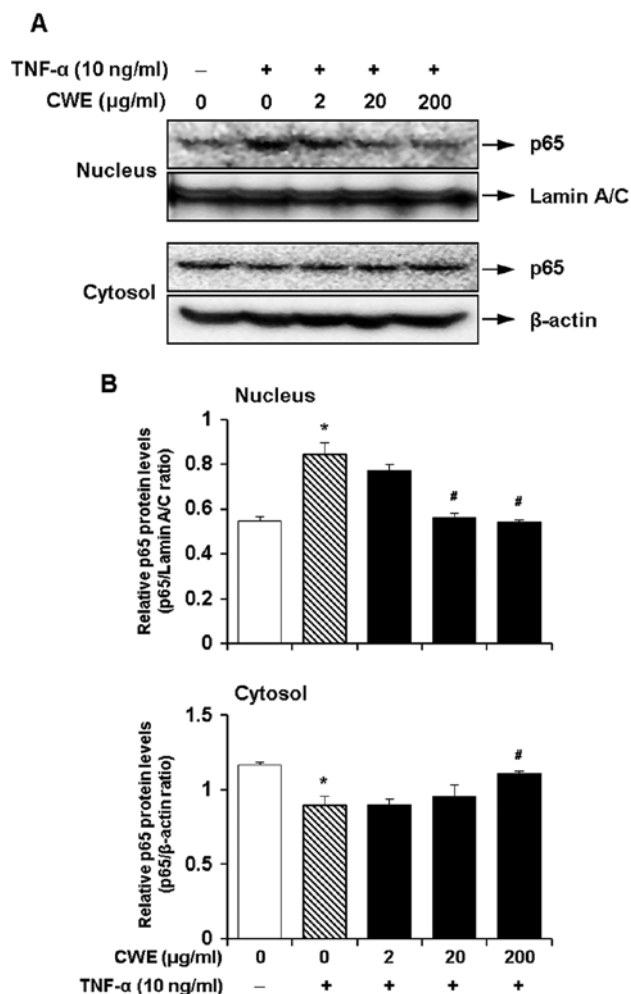 A
TNF-α (10 ng/ml) – + + + +
CWE (μg/ml) 0 0 2 20 200
Nucleus
p65
Lamin A/C
Cytosol
p65
β-actin
B
Nucleus
Relative p65 protein levels
(p65/Lamin A/C ratio)
1
0.8
0.6
0.4
0.2
0
*
#
#
Cytosol
Relative p65 protein levels
(p65/β-actin ratio)
1.5
1
0.5
0
*
#
CWE (μg/ml) 0 0 2 20 200
TNF-α (10 ng/ml) – + + + +